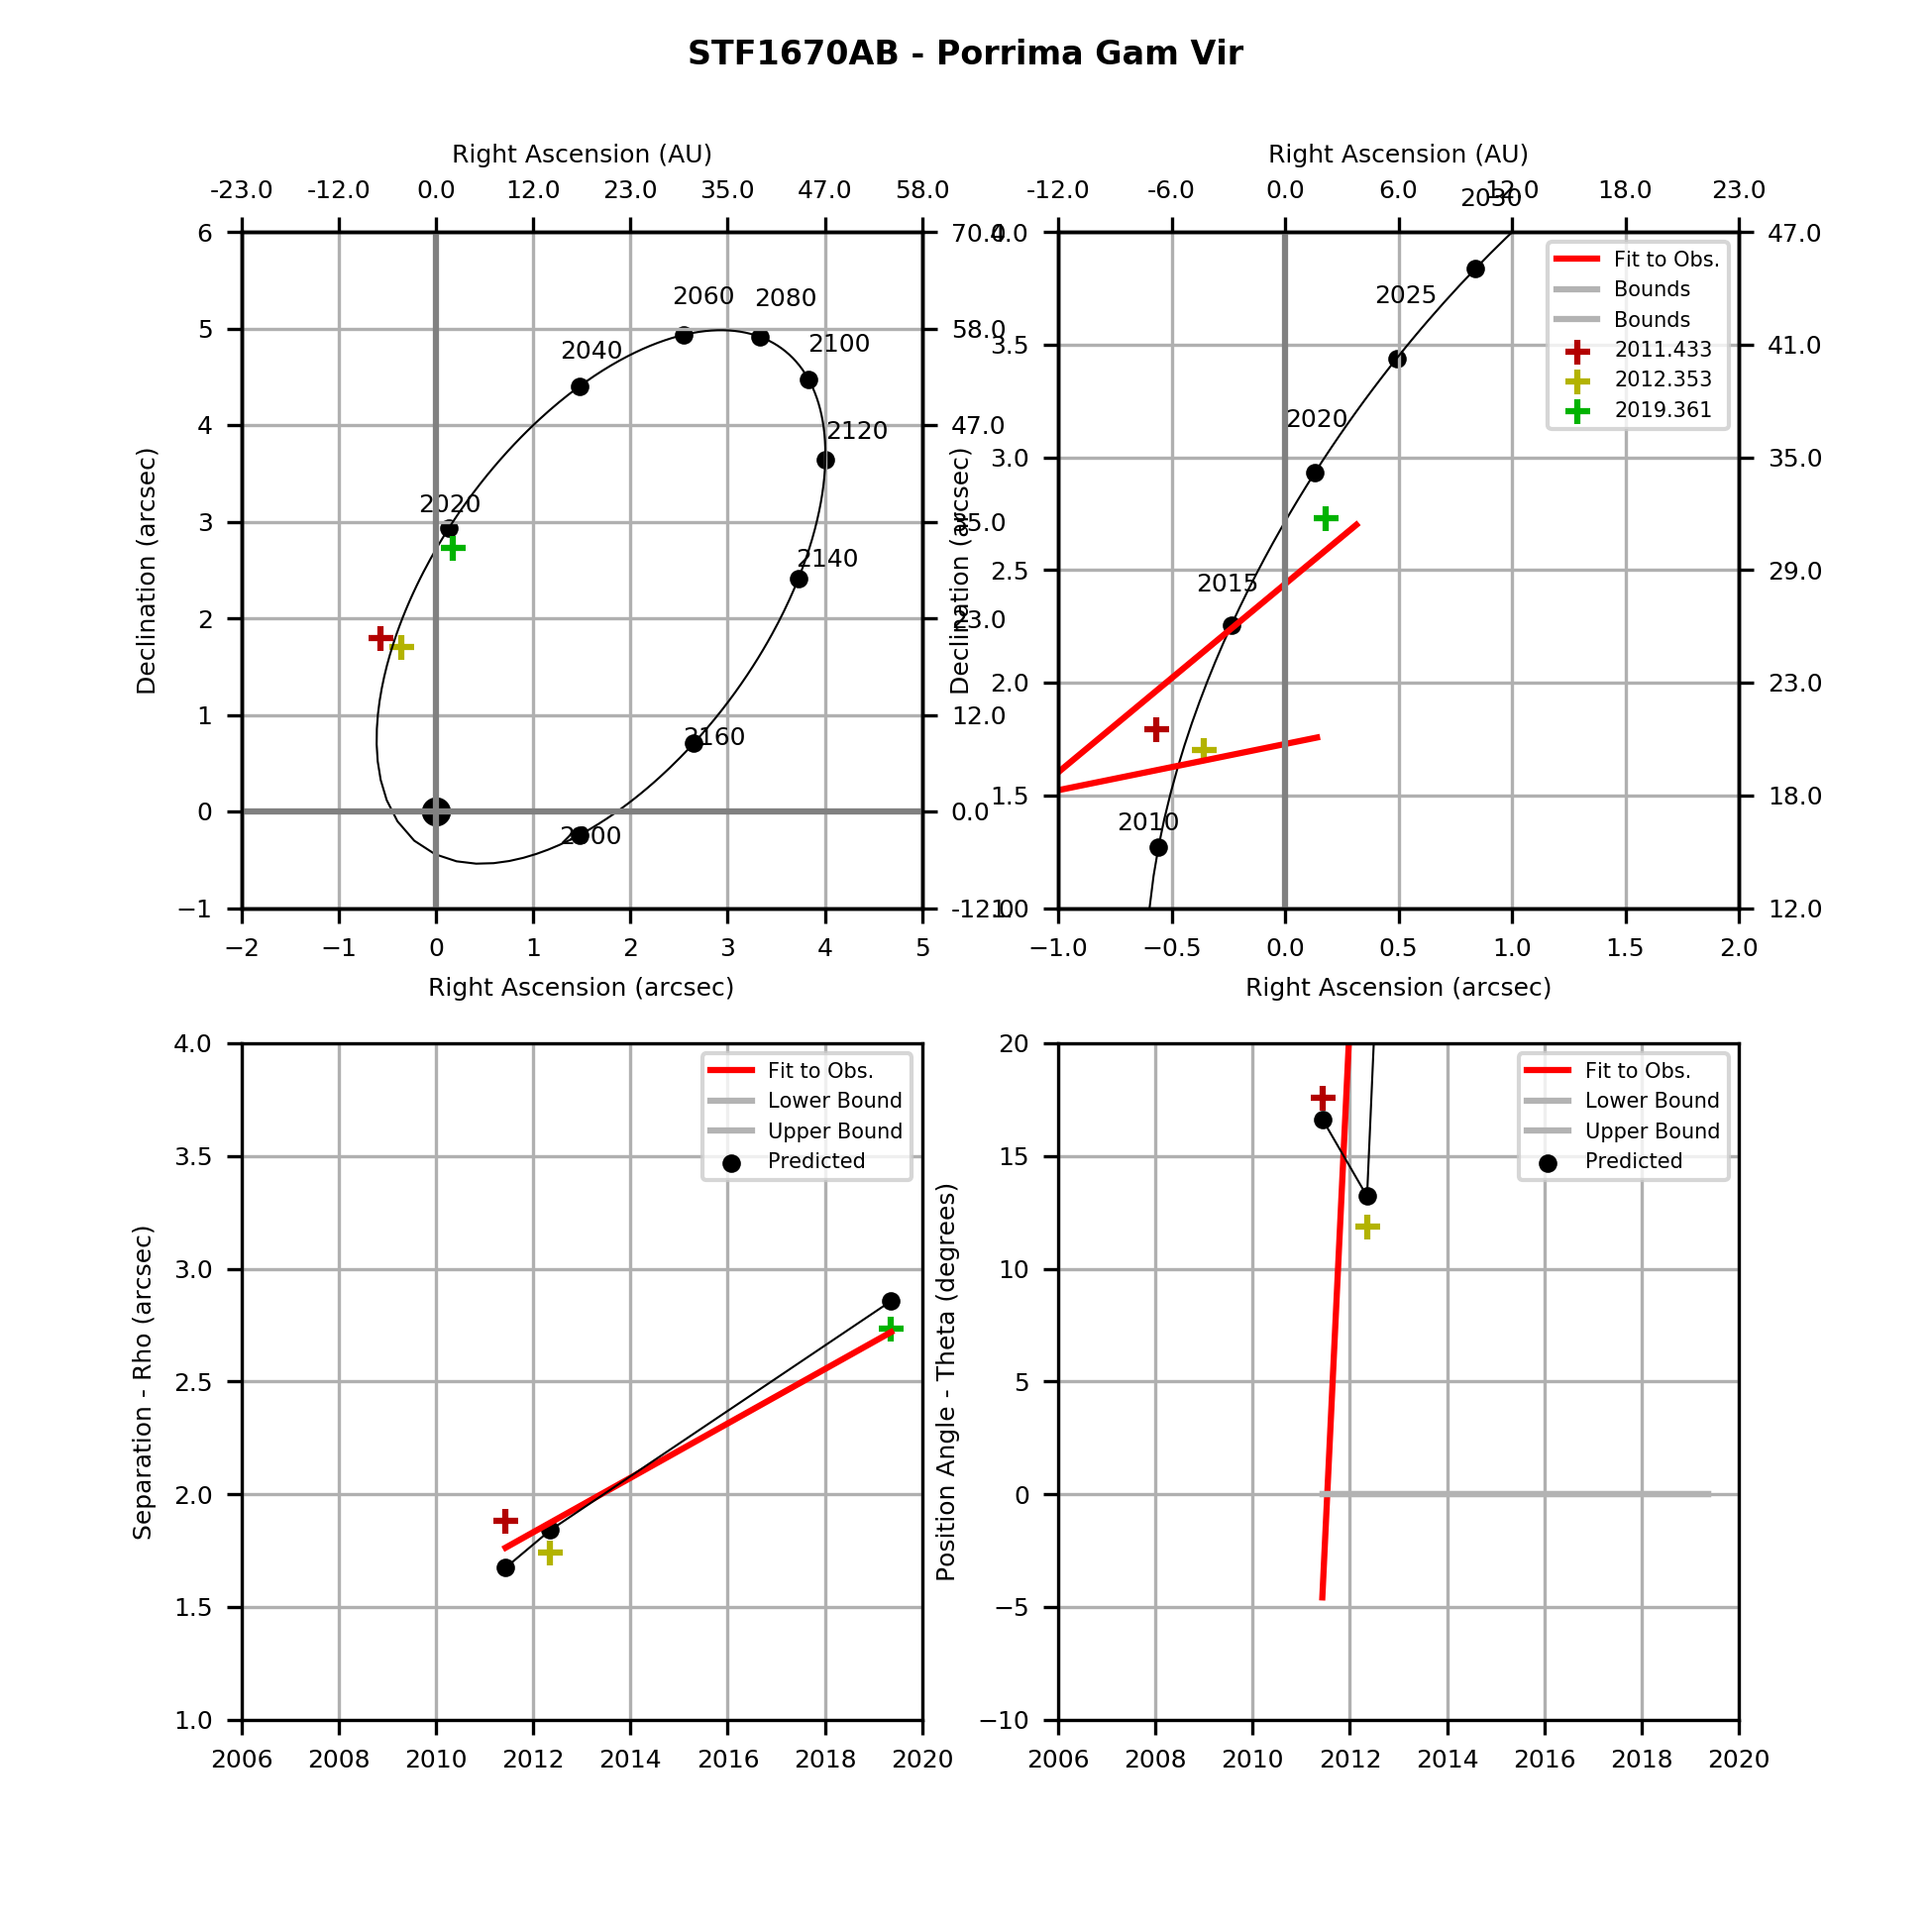 STF1670AB - Porrima Gam Vir
Right Ascension (AU)
-23.0 -12.0 0.0 12.0 23.0 35.0 47.0 58.0
6
5
4
3
2
1
0
−1
Declination (arcsec)
70.0
58.0
47.0
35.0
23.0
12.0
0.0
-12.0
2060 2080
2040
2100
2120
2020
2140
2160
2000
−2 −1 0 1 2 3 4 5
Right Ascension (arcsec)
Right Ascension (AU)
-12.0 -6.0 0.0 6.0 12.0 18.0 23.0
2030
4.0
3.5
3.0
2.5
2.0
1.5
1.0
Declination (arcsec)
47.0
41.0
35.0
29.0
23.0
18.0
12.0
Fit to Obs.
Bounds
Bounds
2011.433
2012.353
2019.361
2025
2020
2015
2010
−1.0 −0.5 0.0 0.5 1.0 1.5 2.0
Right Ascension (arcsec)
4.0
3.5
3.0
2.5
2.0
1.5
1.0
Separation - Rho (arcsec)
Fit to Obs.
Lower Bound
Upper Bound
Predicted
2006 2008 2010 2012 2014 2016 2018 2020
20
15
10
5
0
−5
−10
Position Angle - Theta (degrees)
Fit to Obs.
Lower Bound
Upper Bound
Predicted
2006 2008 2010 2012 2014 2016 2018 2020